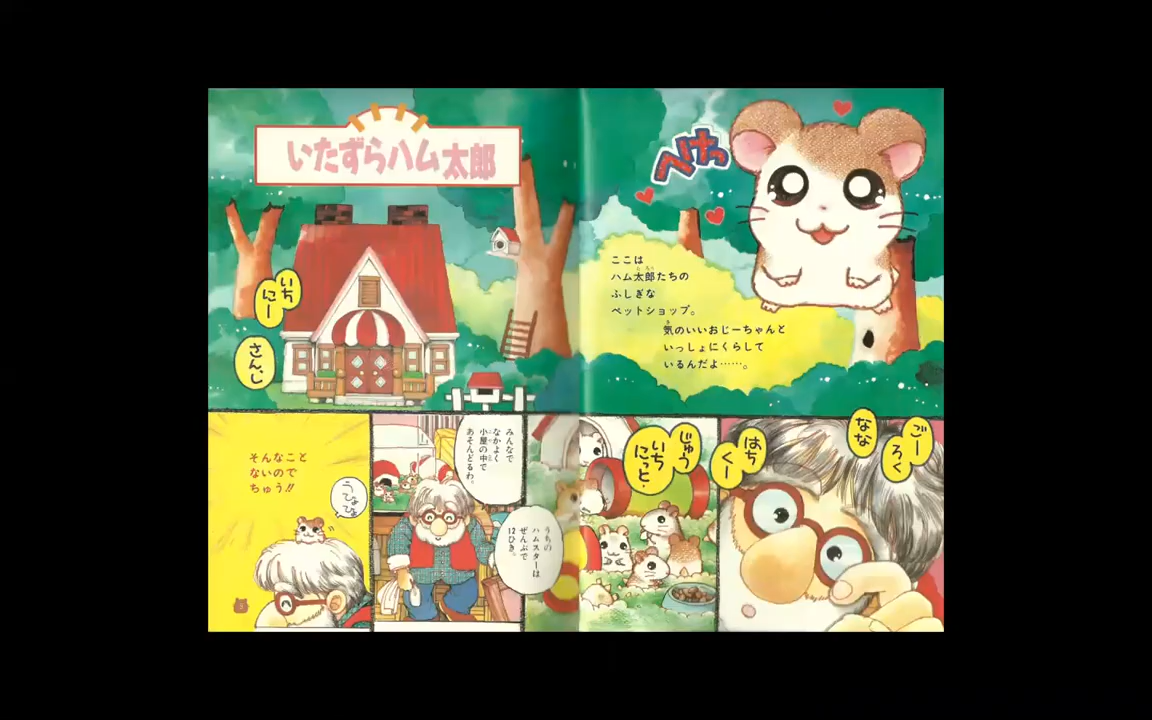 いたずらハム太郎
へけっ
ここは
ハム太郎たちの
ふしぎな
ペットショップ。
気のいいおじーちゃんと
いっしょにくらして
いるんだよ……。
いち
にー
さんし
ごー
ろく
なな
はち
くー
じゅう
いち
にっと.
うちの
ハムスターは
ぜんぶで
12ひき。
みんなで
なかよく
小屋の中で
あそんどるわ。
そんなこと
ないので
ちゅう!!
うひょ
ひょ